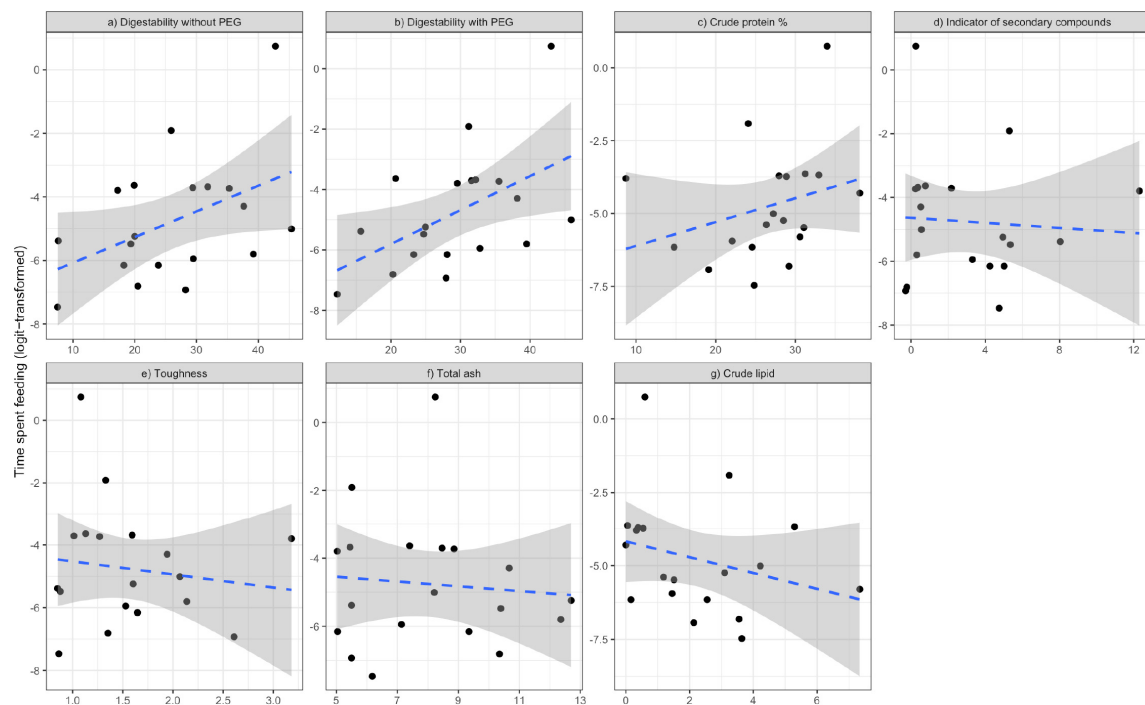 a) Digestability without PEG
b) Digestability with PEG
c) Crude protein %
d) Indicator of secondary compounds
0
-2
-4
-6
-8
10 20 30 40
0
-2
-4
-6
-8
20 30 40
0.0
-2.5
-5.0
-7.5
10 20 30
0
-2
-4
-6
-8
0 4 8 12
Time spent feeding (logit-transformed)
e) Toughness
f) Total ash
g) Crude lipid
0
-2
-4
-6
-8
1.0 1.5 2.0 2.5 3.0
0
-2
-4
-6
5 7 9 11 13
0.0
-2.5
-5.0
-7.5
0 2 4 6